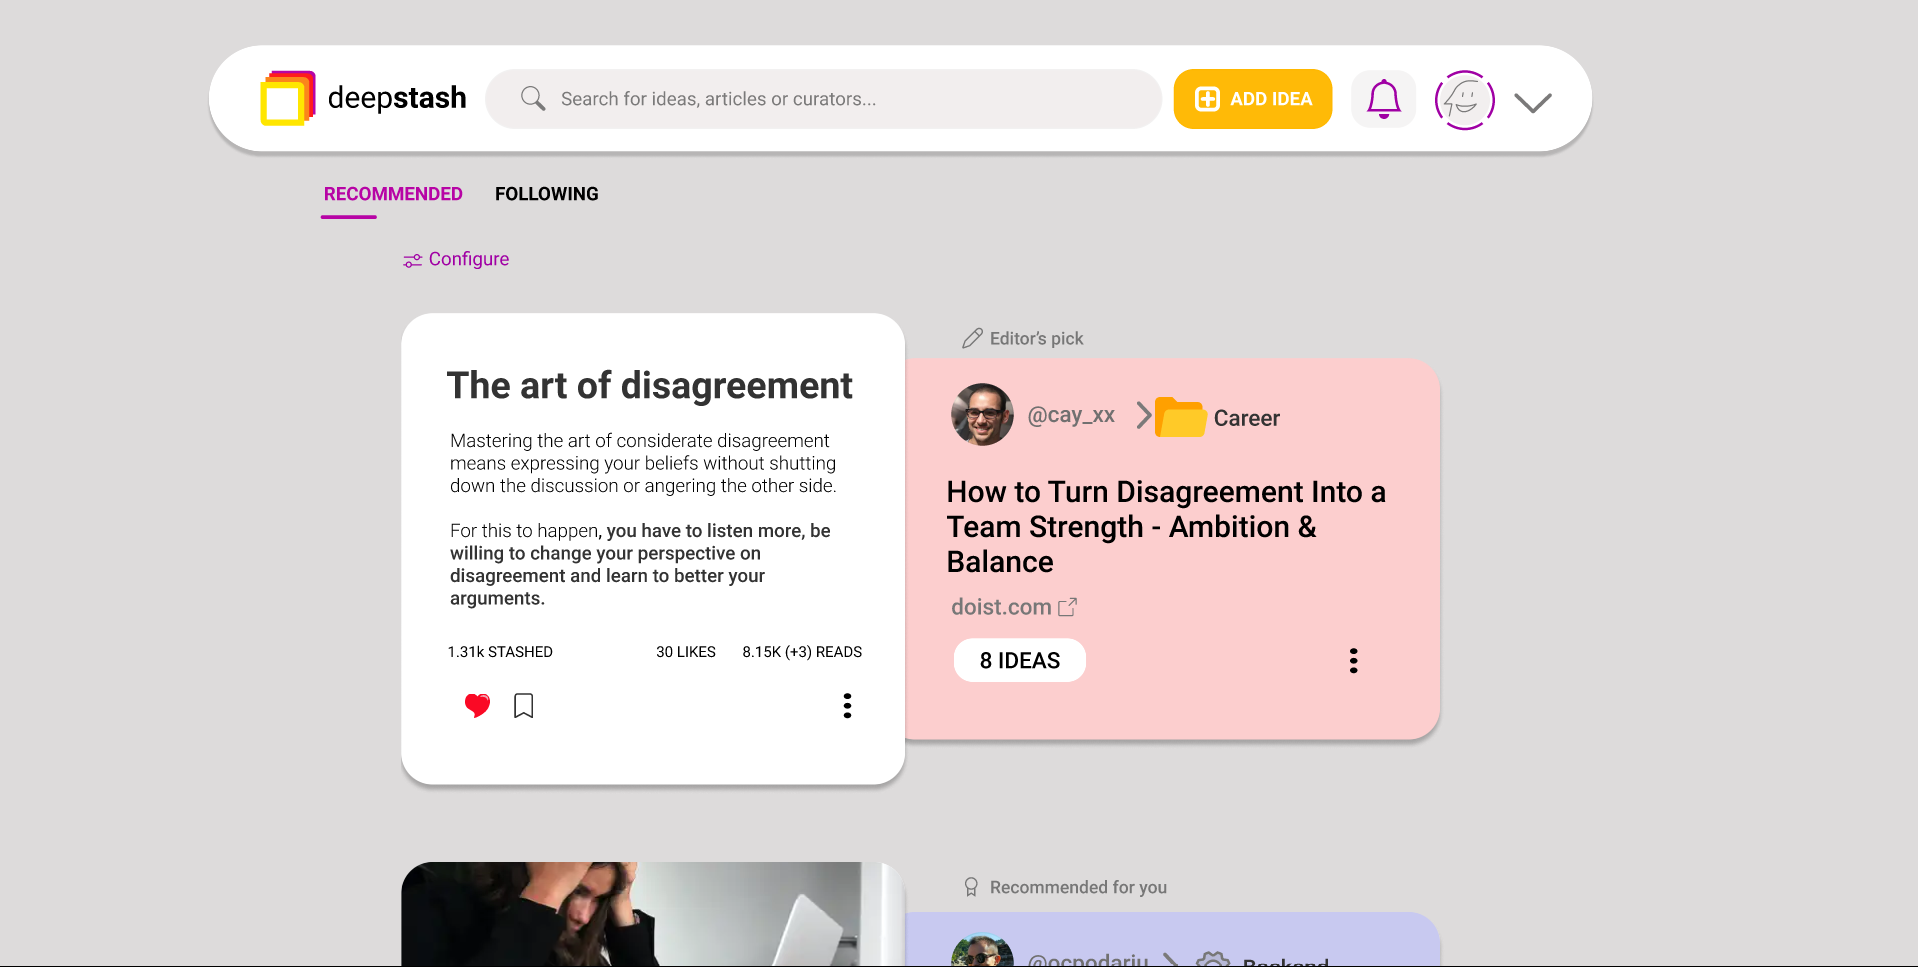 deepstash
Search for ideas, articles or curators...
ADD IDEA
RECOMMENDED
FOLLOWING
Configure
The art of disagreement
Mastering the art of considerate disagreement
means expressing your beliefs without shutting
down the discussion or angering the other side.
For this to happen, you have to listen more, be
willing to change your perspective on
disagreement and learn to better your
arguments.
1.31k STASHED
30 LIKES
8.15K (+3) READS
Editor's pick
@cay_xx
Career
How to Turn Disagreement Into a
Team Strength - Ambition &
Balance
doist.com
8 IDEAS
Recommended for you
@ocpodariu
Backend